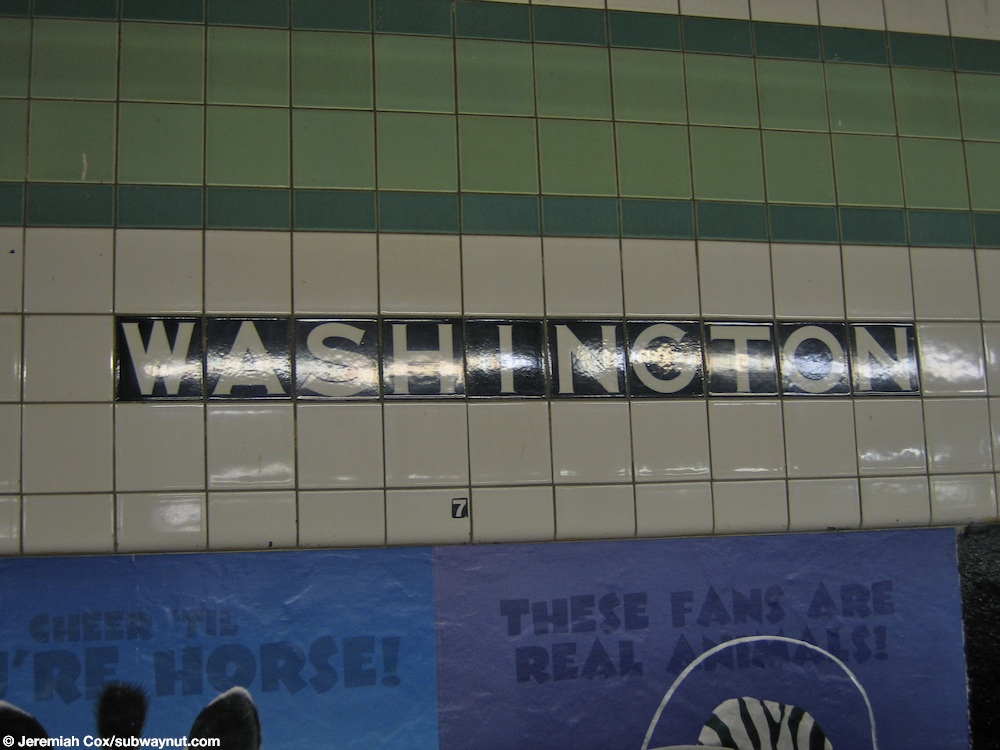 WASHINGTON
7
CHEER 'TIL
'RE HORSE!
THESE FANS ARE
REAL ANIMALS!
© Jeremiah Cox/subwaynut.com